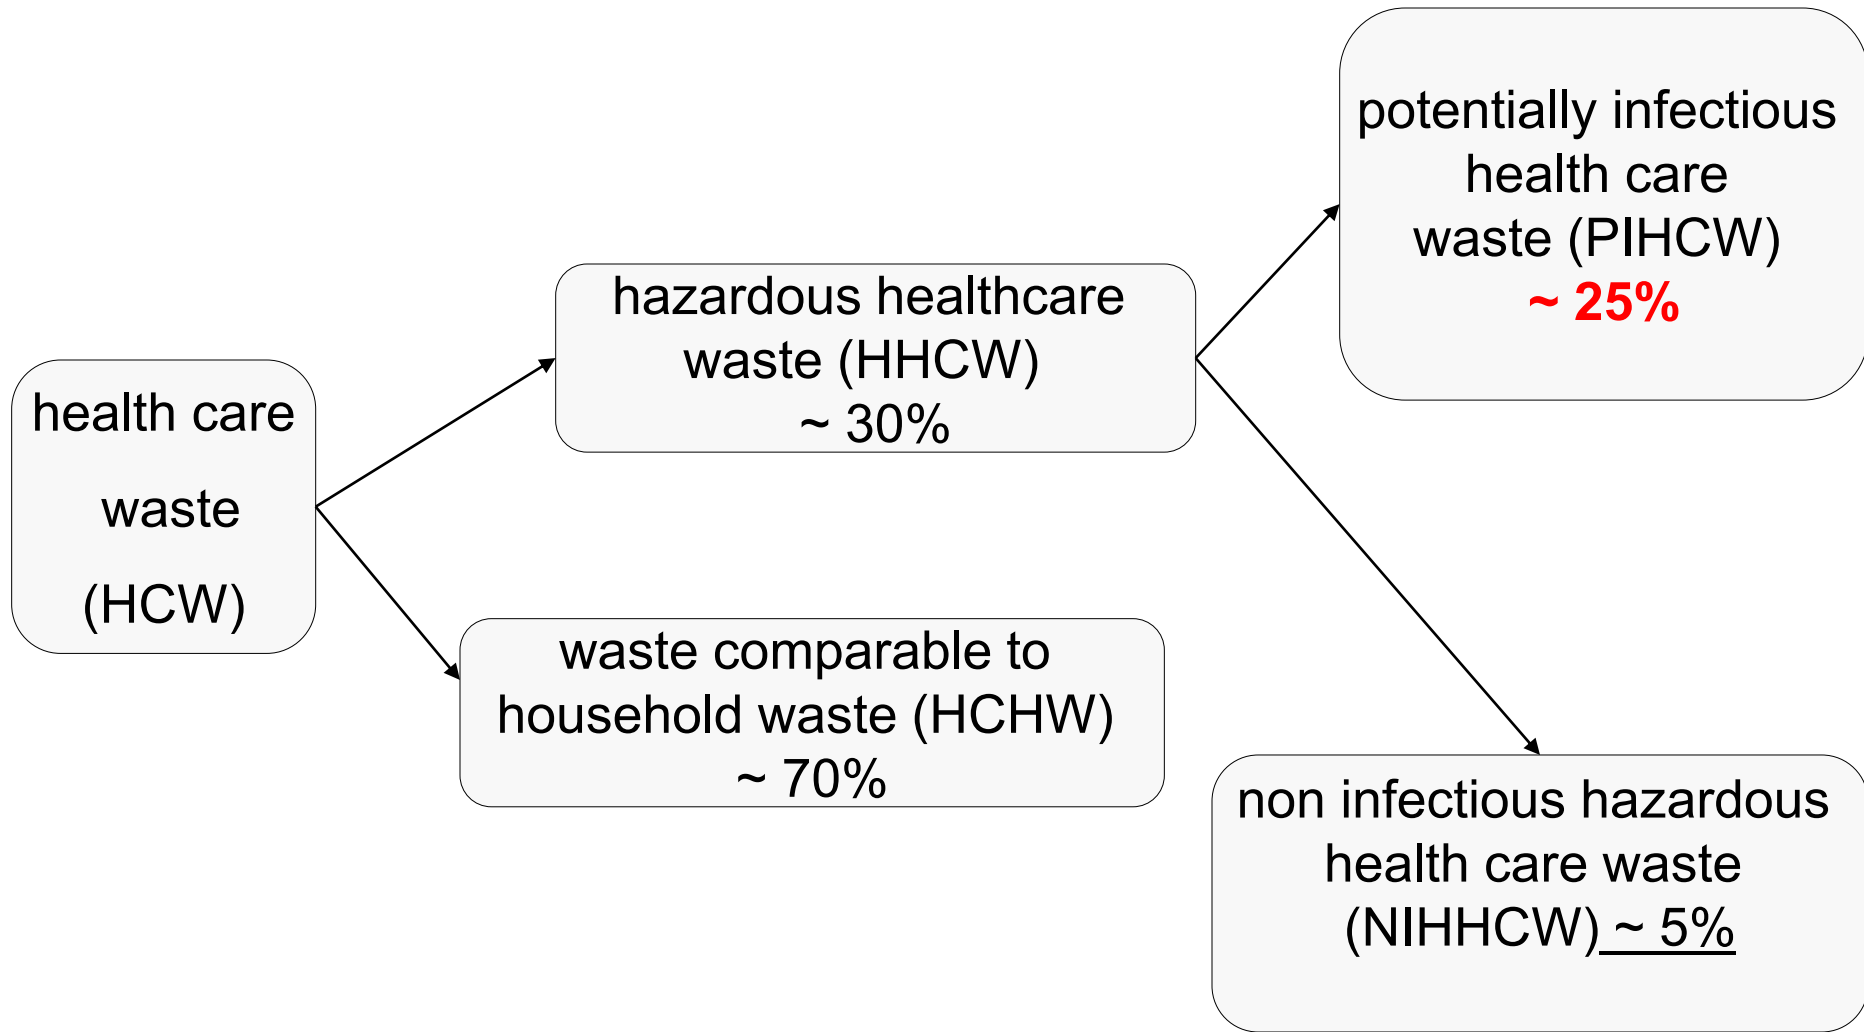 health care
waste
(HCW)
hazardous healthcare
waste (HHCW)
~ 30%
waste comparable to
household waste (HCHW)
~ 70%
potentially infectious
health care
waste (PIHCW)
~ 25%
non infectious hazardous
health care waste
(NIHHCW) ~ 5%